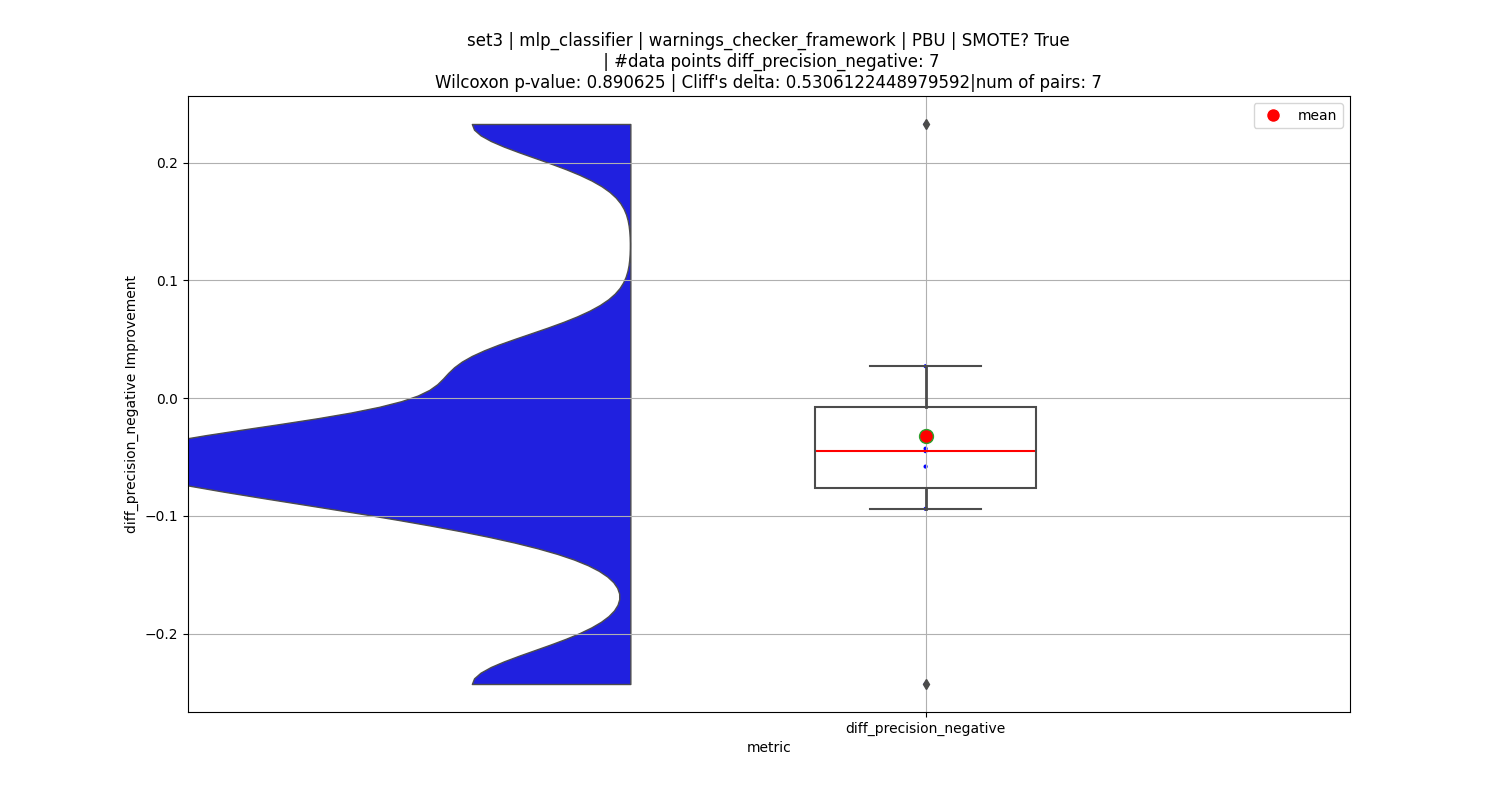 set3 | mlp_classifier | warnings_checker_framework | PBU | SMOTE? True
| #data points diff_precision_negative: 7
Wilcoxon p-value: 0.890625 | Cliff's delta: 0.5306122448979592|num of pairs: 7
mean
0.2
0.1
0.0
−0.1
−0.2
diff_precision_negative Improvement
diff_precision_negative
metric